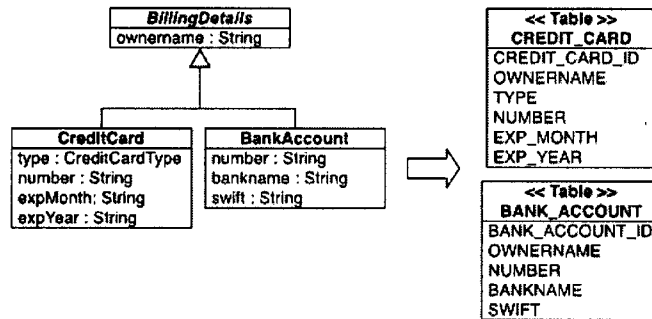 BillingDetails
ownername : String
CreditCard
type : CreditCardType
number : String
expMonth: String
expYear : String
BankAccount
number : String
bankname : String
swift : String
<< Table >>
CREDIT_CARD
CREDIT_CARD_ID
OWNERNAME
TYPE
NUMBER
EXP_MONTH
EXP_YEAR
<< Table >>
BANK_ACCOUNT
BANK_ACCOUNT_ID
OWNERNAME
NUMBER
BANKNAME
SWIFT